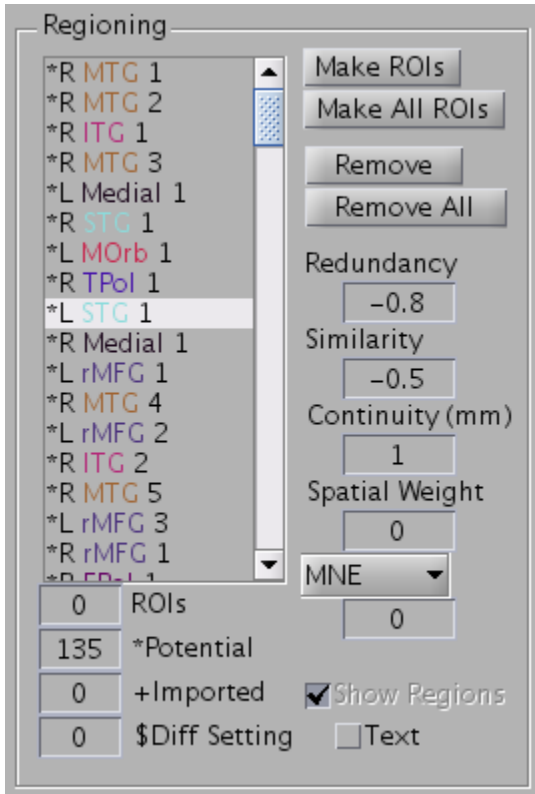 Regioning
*R MTG 1
*R MTG 2
*R ITG 1
*R MTG 3
*L Medial 1
*R STG 1
*L MOrb 1
*R TPol 1
*L STG 1
*R Medial 1
*L rMFG 1
*R MTG 4
*L rMFG 2
*R ITG 2
*R MTG 5
*L rMFG 3
*R rMFG 1
Make ROIs
Make All ROIs
Remove
Remove All
Redundancy
-0.8
Similarity
-0.5
Continuity (mm)
1
Spatial Weight
0
MNE
0
0 ROIs
135 *Potential
0 +Imported
0 $Diff Setting
Show Regions
Text